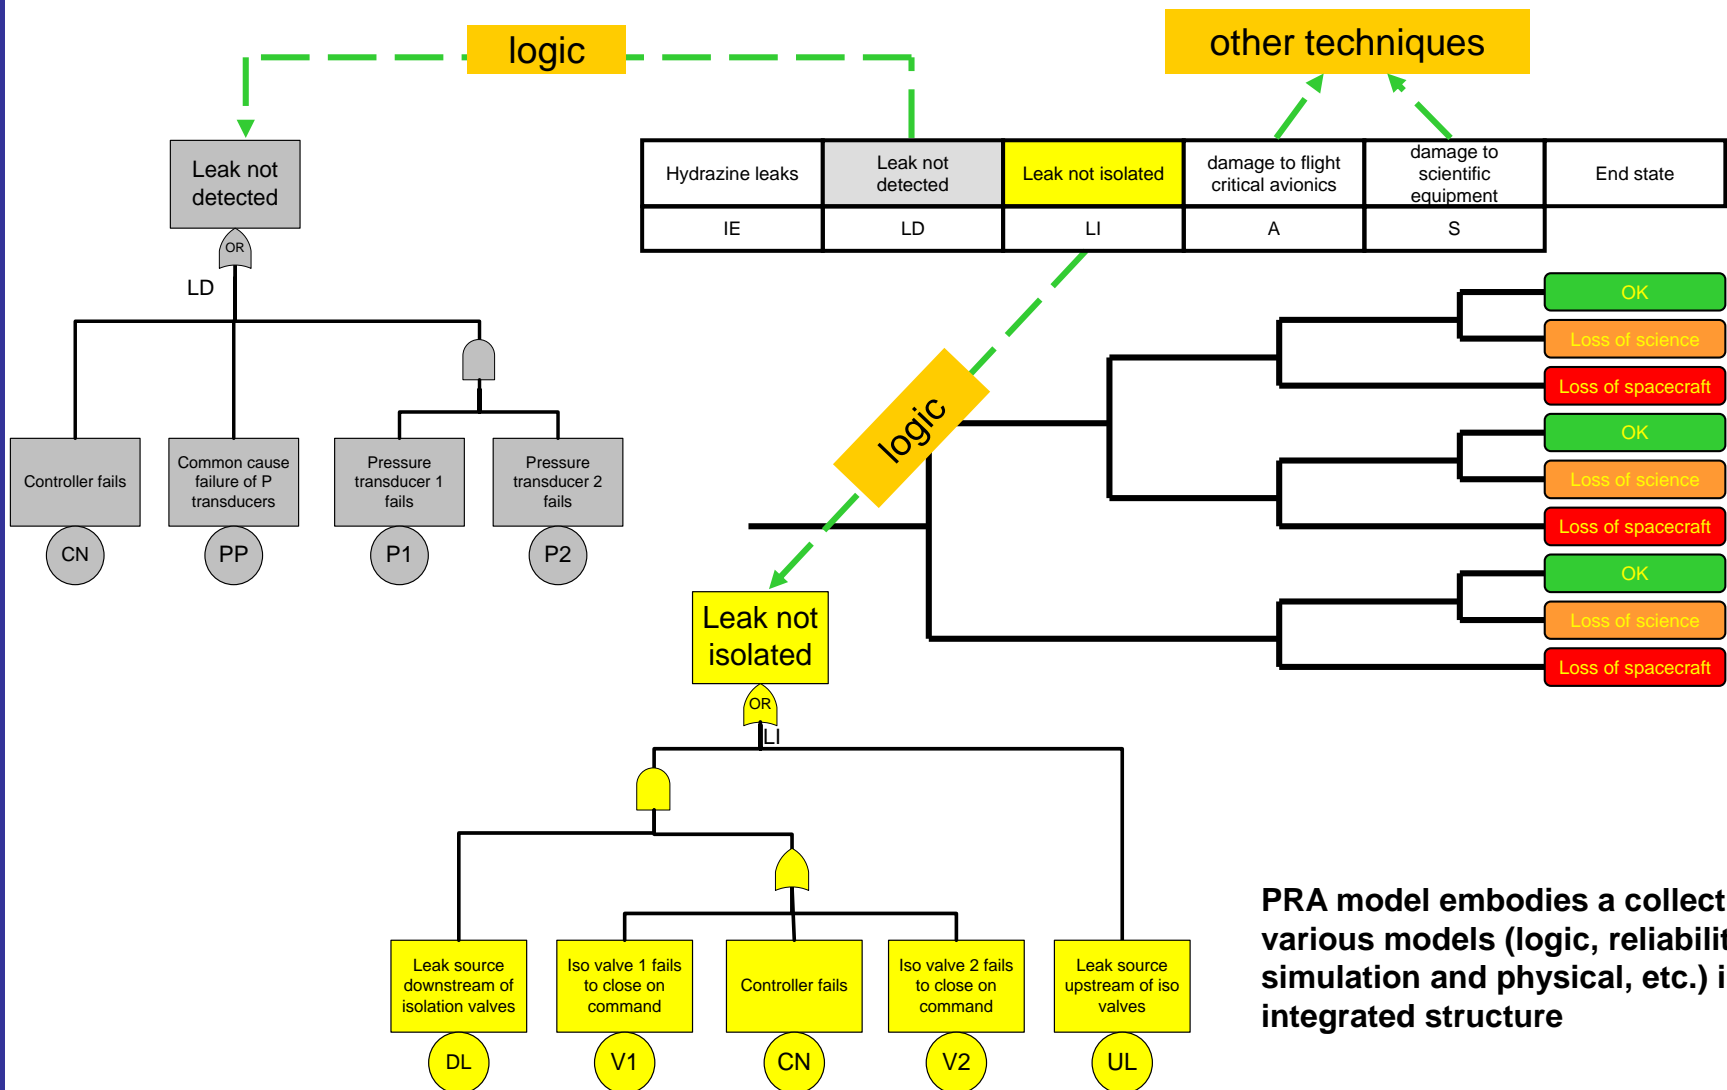 logic
other techniques
Leak not
detected
OR
LD
Controller fails
Common cause
failure of P
transducers
Pressure
transducer 1
fails
Pressure
transducer 2
fails
CN
PP
P1
P2
Hydrazine leaks
Leak not
detected
Leak not isolated
damage to flight
critical avionics
damage to
scientific
equipment
End state
IE
LD
LI
A
S
OK
Loss of science
Loss of spacecraft
OK
Loss of science
Loss of spacecraft
OK
Loss of science
Loss of spacecraft
logic
Leak not
isolated
OR
LI
Leak source
downstream of
isolation valves
Iso valve 1 fails
to close on
command
Controller fails
Iso valve 2 fails
to close on
command
Leak source
upstream of iso
valves
DL
V1
CN
V2
UL
PRA model embodies a collect
various models (logic, reliabilit
simulation and physical, etc.) i
integrated structure